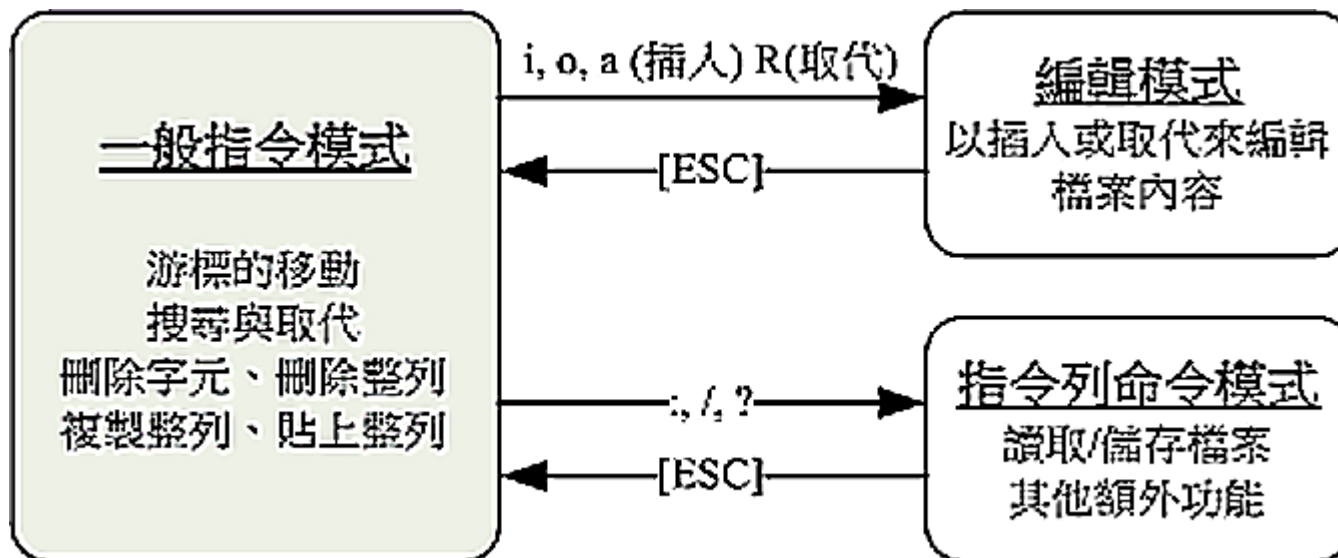 一般指令模式
游標的移動
搜尋與取代
刪除字元、刪除整列
複製整列、貼上整列
i, o, a (插入) R(取代)
[ESC]
編輯模式
以插入或取代來編輯
檔案內容
:, /, ?
[ESC]
指令列命令模式
讀取/儲存檔案
其他額外功能